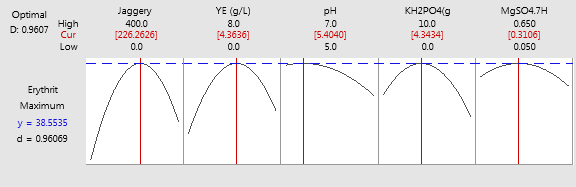 Optimal
D: 0.9607
High
Cur
Low
Jaggery
400.0
[226.2626]
0.0
YE (g/L)
8.0
[4.3636]
0.0
pH
7.0
[5.4040]
5.0
KH2PO4(g
10.0
[4.3434]
0.0
MgSO4.7H
0.650
[0.3106]
0.050
Erythrit
Maximum
y = 38.5535
d = 0.96069